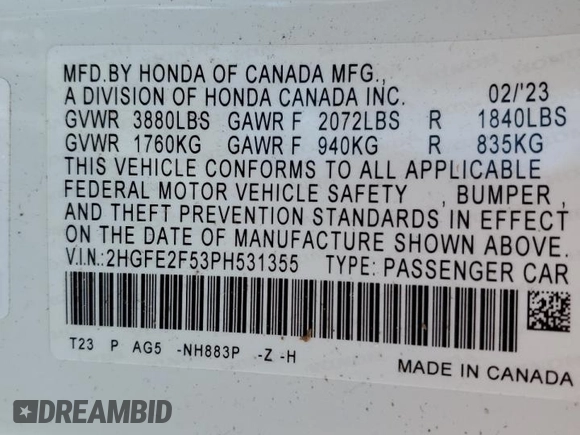 MFD.BY HONDA OF CANADA MFG.,
A DIVISION OF HONDA CANADA INC. 02/'23
GVWR 3880LBS GAWR F 2072LBS R 1840LBS
GVWR 1760KG GAWR F 940KG R 835KG
THIS VEHICLE CONFORMS TO ALL APPLICABLE
FEDERAL MOTOR VEHICLE SAFETY , BUMPER ,
AND THEFT PREVENTION STANDARDS IN EFFECT
ON THE DATE OF MANUFACTURE SHOWN ABOVE.
V.I.N.:2HGFE2F53PH531355 TYPE: PASSENGER CAR
T23 P AG5 -NH883P -Z -H
MADE IN CANADA
DREAMBID